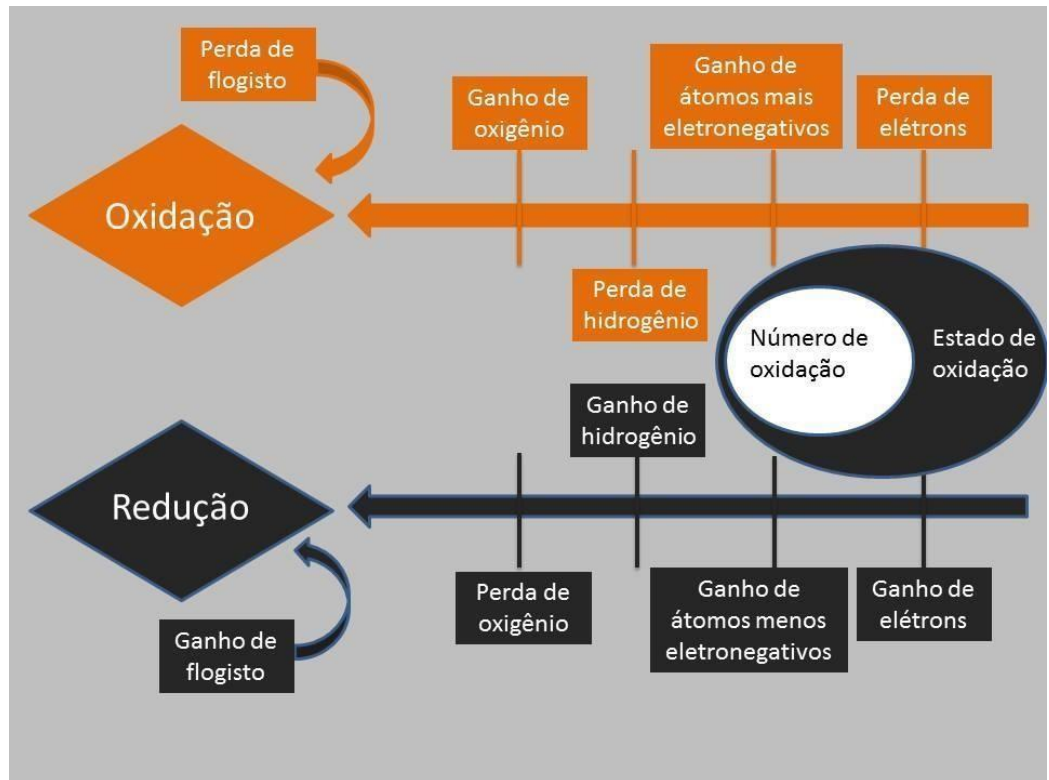 Perda de
flogisto
Ganho de
oxigênio
Ganho de
átomos mais
eletronegativos
Perda de
elétrons
Oxidação
Perda de
hidrogênio
Número de
oxidação
Estado de
oxidação
Ganho de
hidrogênio
Redução
Perda de
oxigênio
Ganho de
átomos menos
eletronegativos
Ganho de
elétrons
Ganho de
flogisto